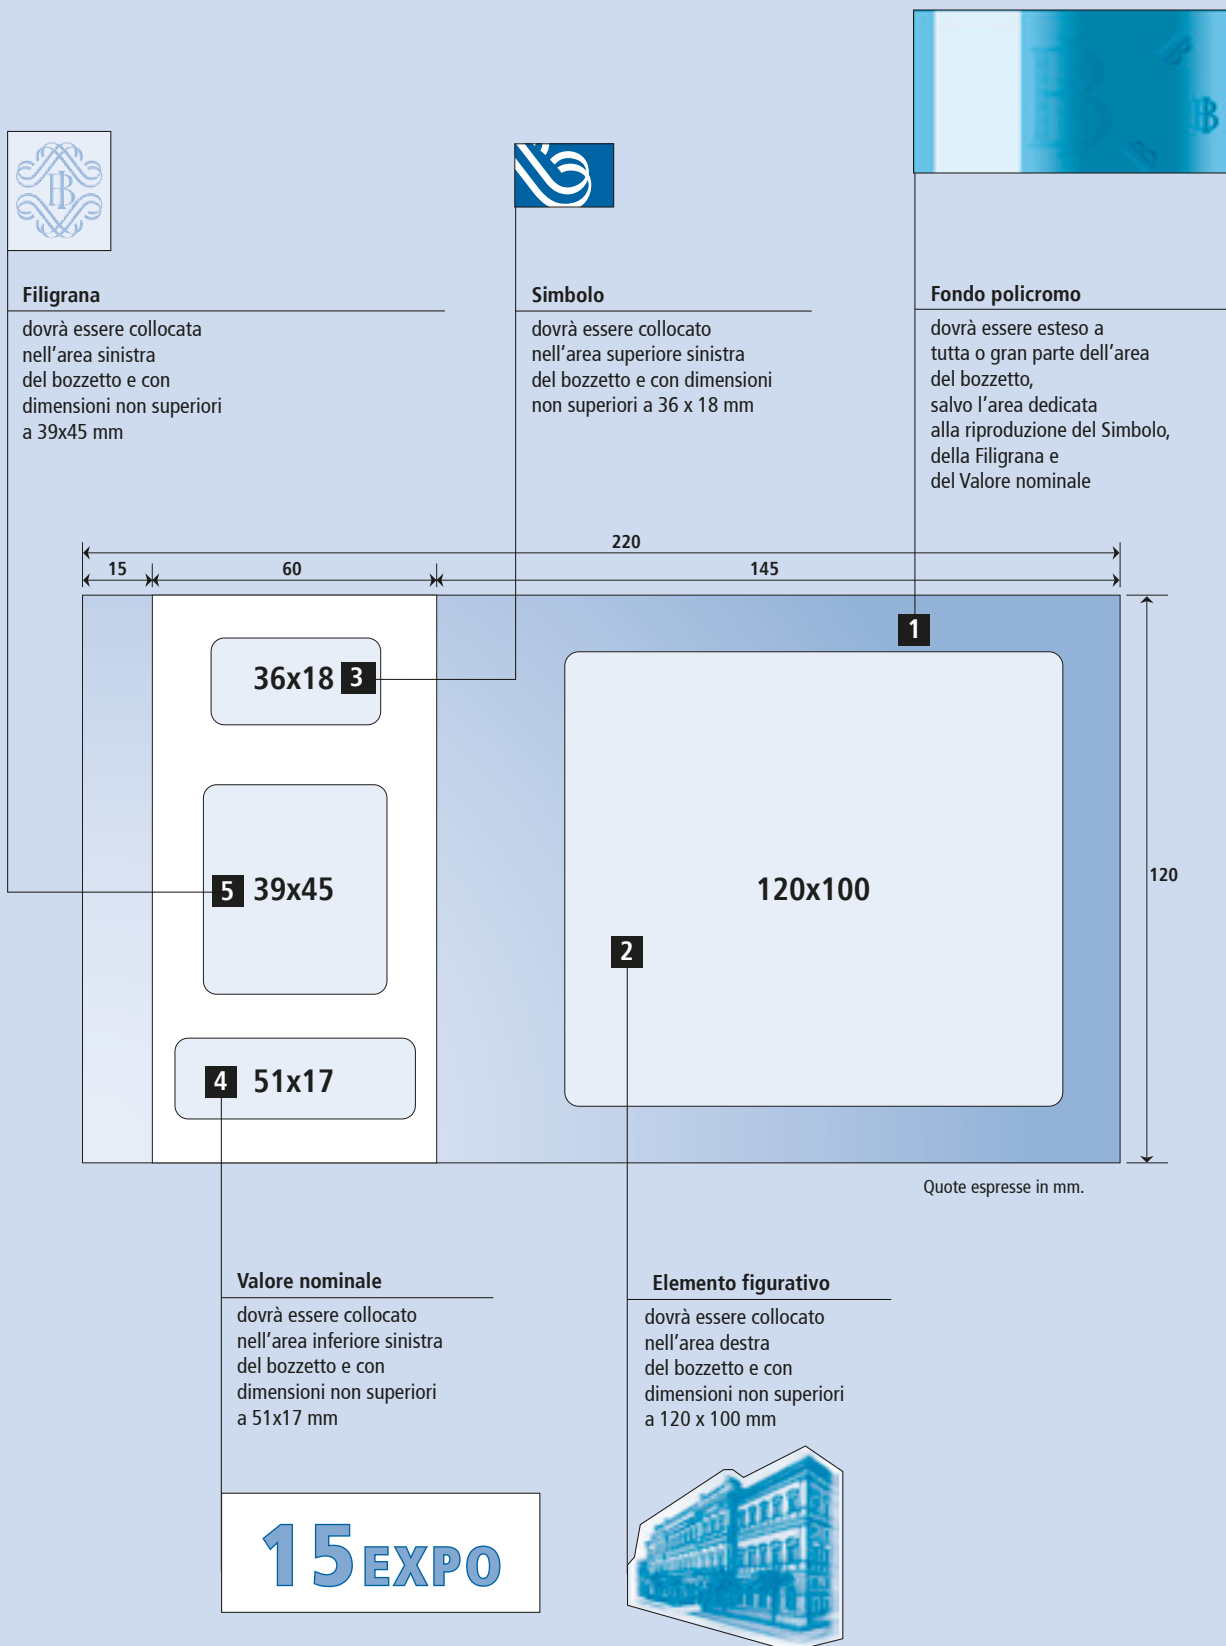 Filigrana
dovrà essere collocata
nell'area sinistra
del bozzetto e con
dimensioni non superiori
a 39x45 mm
Simbolo
dovrà essere collocato
nell'area superiore sinistra
del bozzetto e con dimensioni
non superiori a 36 x 18 mm
Fondo policromo
dovrà essere esteso a
tutta o gran parte dell'area
del bozzetto,
salvo l'area dedicata
alla riproduzione del Simbolo,
della Filigrana e
del Valore nominale
220
15
60
145
1
36x18 3
5 39x45
120x100
120
2
4 51x17
Quote espresse in mm.
Valore nominale
dovrà essere collocato
nell'area inferiore sinistra
del bozzetto e con
dimensioni non superiori
a 51x17 mm
Elemento figurativo
dovrà essere collocato
nell'area destra
del bozzetto e con
dimensioni non superiori
a 120 x 100 mm
15 EXPO